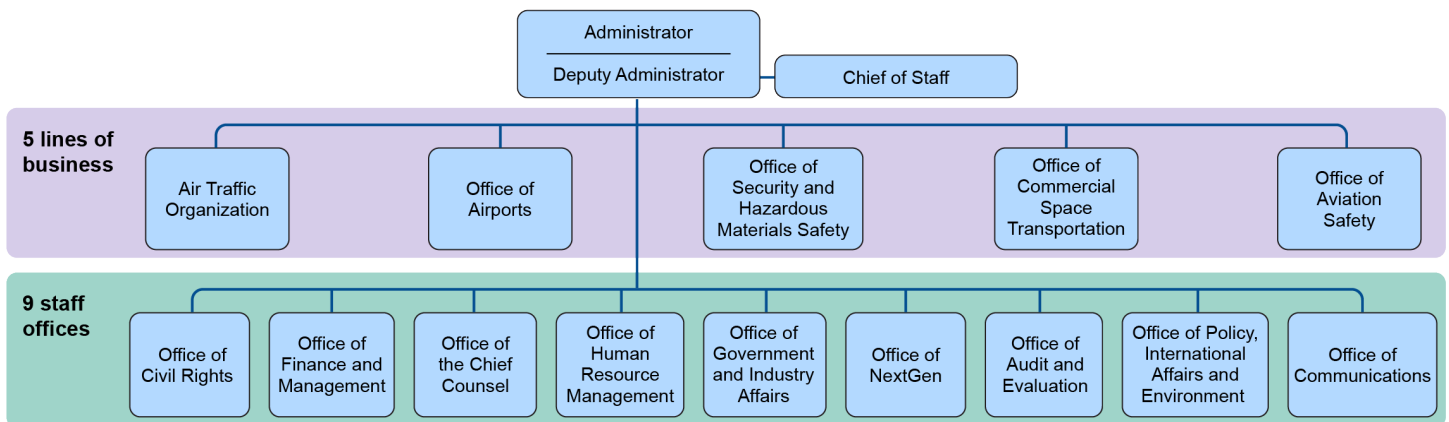 Administrator
Deputy Administrator
Chief of Staff
5 lines of
business
Air Traffic
Organization
Office of
Airports
Office of
Security and
Hazardous
Materials Safety
Office of
Commercial
Space
Transportation
Office of
Aviation
Safety
9 staff
offices
Office of
Civil Rights
Office of
Finance and
Management
Office of
the Chief
Counsel
Office of
Human
Resource
Management
Office of
Government
and Industry
Affairs
Office of
NextGen
Office of
Audit and
Evaluation
Office of Policy,
International
Affairs and
Environment
Office of
Communications